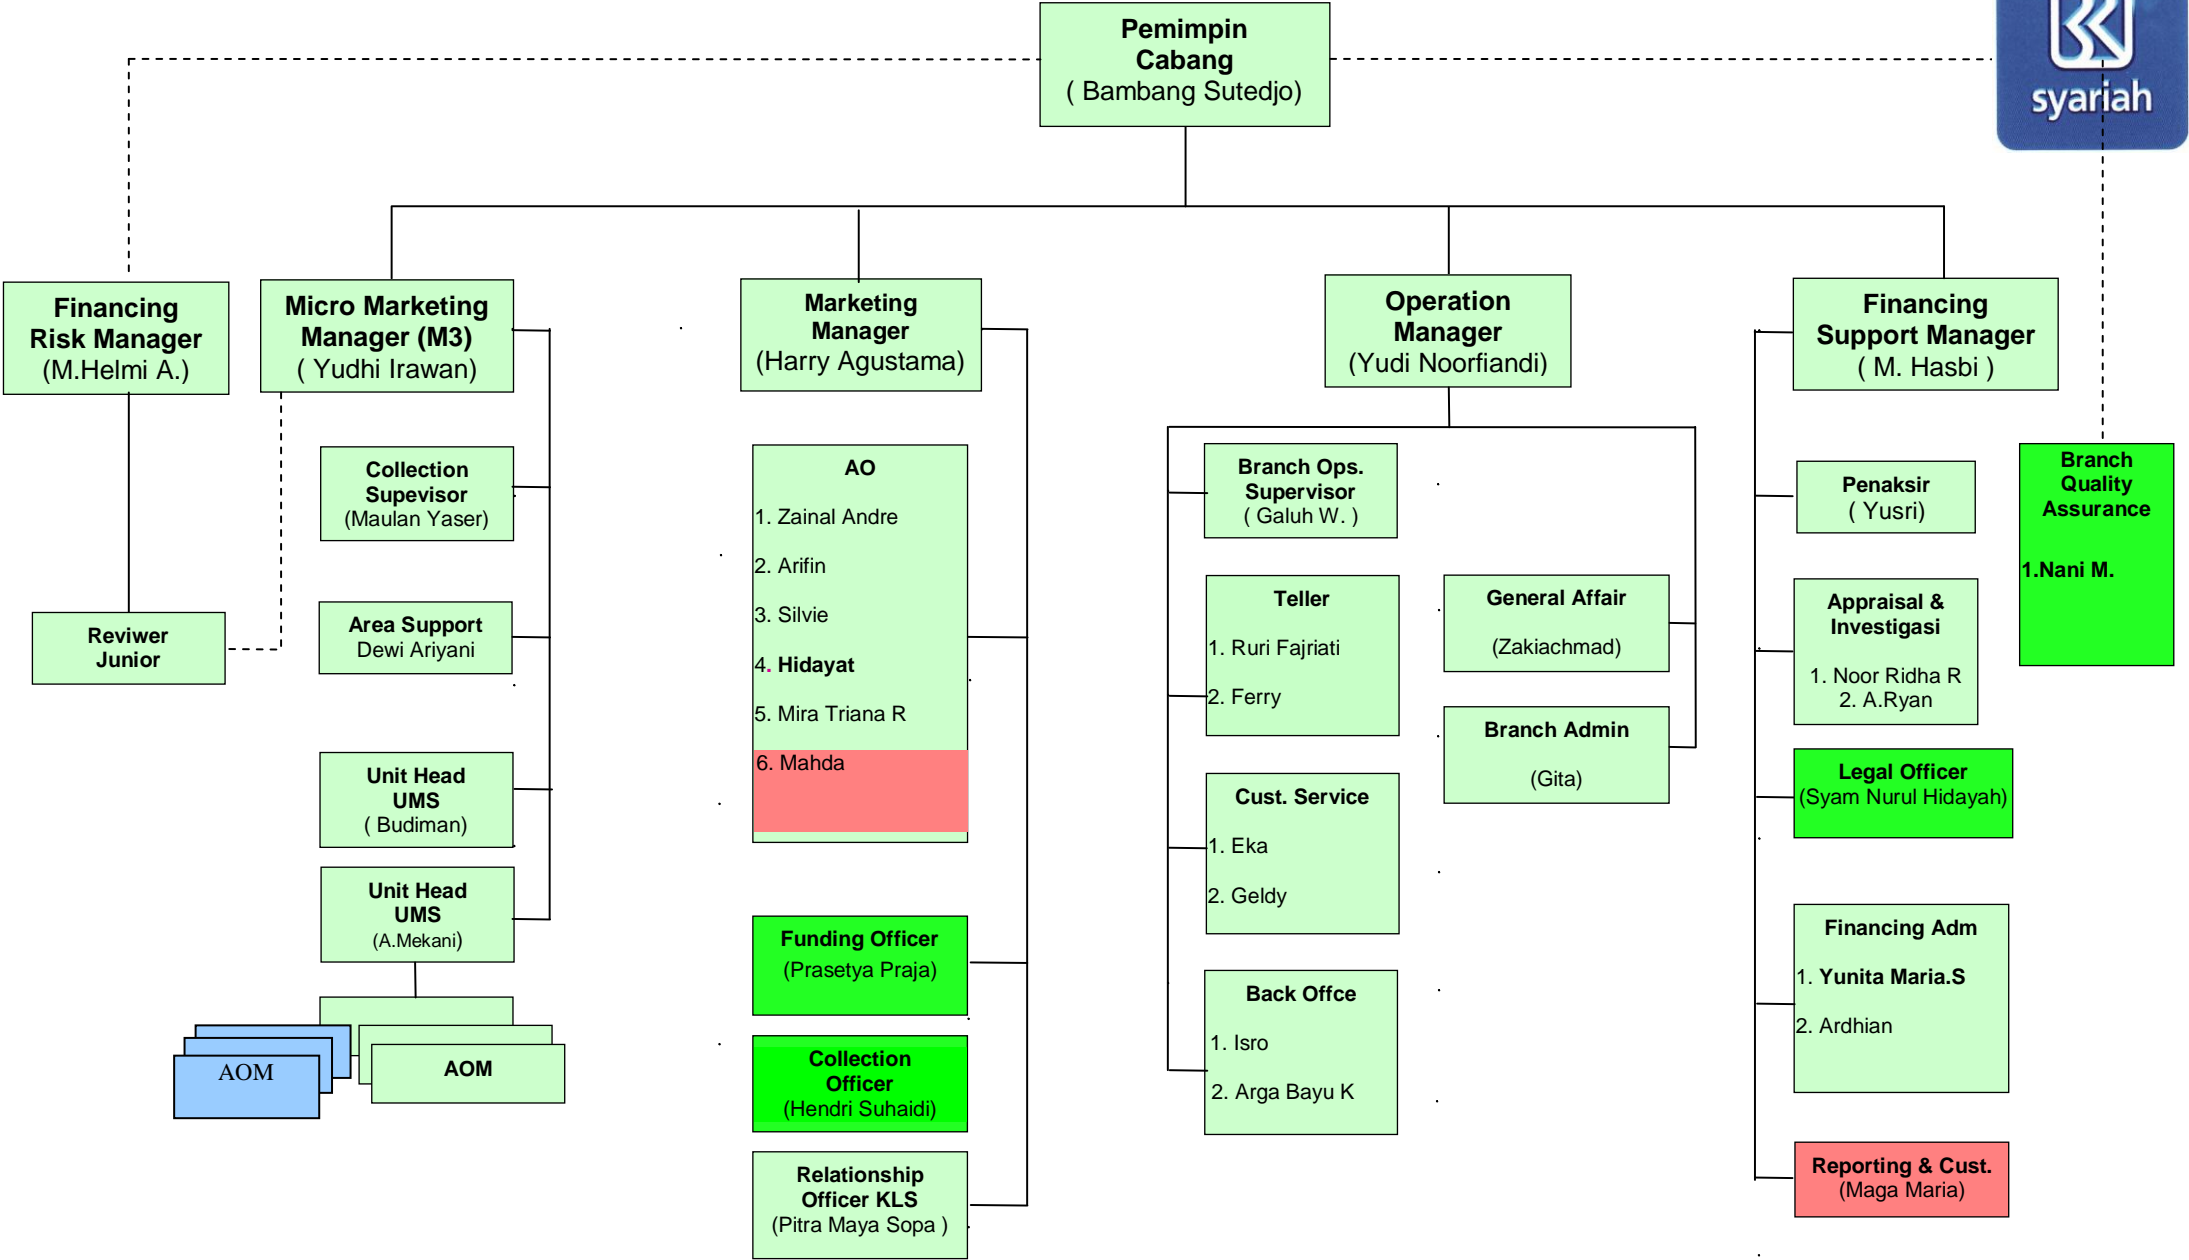 Pemimpin
Cabang
( Bambang Sutedjo)
syariah
Financing
Risk Manager
(M.Helmi A.)
Reviwer
Junior
Micro Marketing
Manager (M3)
( Yudhi Irawan)
Collection
Supevisor
(Maulan Yaser)
Area Support
Dewi Ariyani
Unit Head
UMS
( Budiman)
Unit Head
UMS
(A.Mekani)
AOM
AOM
Marketing
Manager
(Harry Agustama)
AO
1. Zainal Andre
2. Arifin
3. Silvie
4. Hidayat
5. Mira Triana R
6. Mahda
Funding Officer
(Prasetya Praja)
Collection
Officer
(Hendri Suhaidi)
Relationship
Officer KLS
(Pitra Maya Sopa )
Operation
Manager
(Yudi Noorfiandi)
Branch Ops.
Supervisor
( Galuh W. )
Teller
1. Ruri Fajriati
2. Ferry
Cust. Service
1. Eka
2. Geldy
Back Offce
1. Isro
2. Arga Bayu K
General Affair
(Zakiachmad)
Branch Admin
(Gita)
Financing
Support Manager
( M. Hasbi )
Penaksir
( Yusri)
Appraisal &
Investigasi
1. Noor Ridha R
2. A.Ryan
Legal Officer
(Syam Nurul Hidayah)
Financing Adm
1. Yunita Maria.S
2. Ardhian
Reporting & Cust.
(Maga Maria)
Branch
Quality
Assurance
1.Nani M.